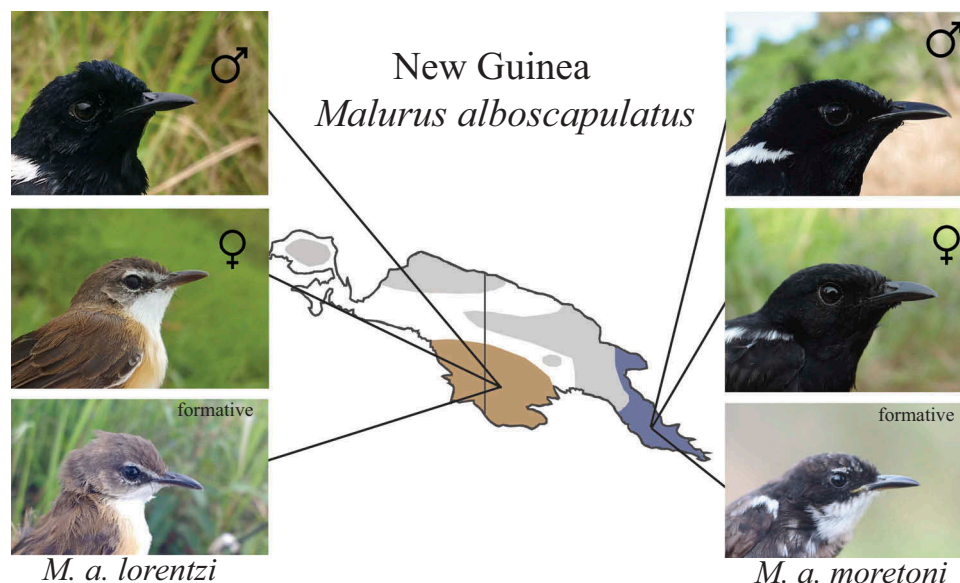 ♂
♂
New Guinea
Malurus alboscapulatus
♀
♀
formative
formative
M. a. lorentzi
M. a. moretoni